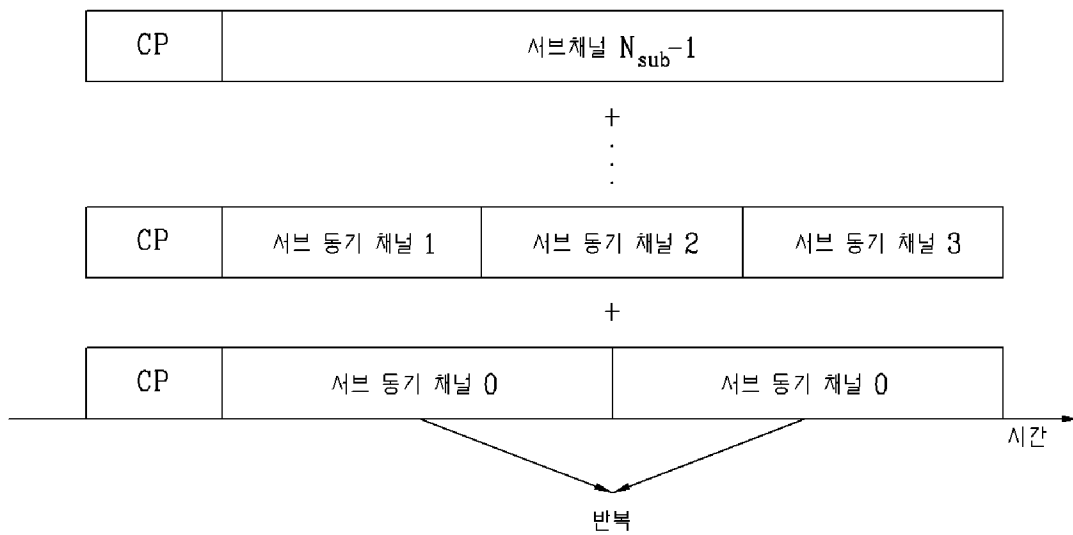 CP 서브채널 N_sub-1
+
CP 서브 동기 채널 1 서브 동기 채널 2 서브 동기 채널 3
+
CP 서브 동기 채널 0 서브 동기 채널 0
시간
반복